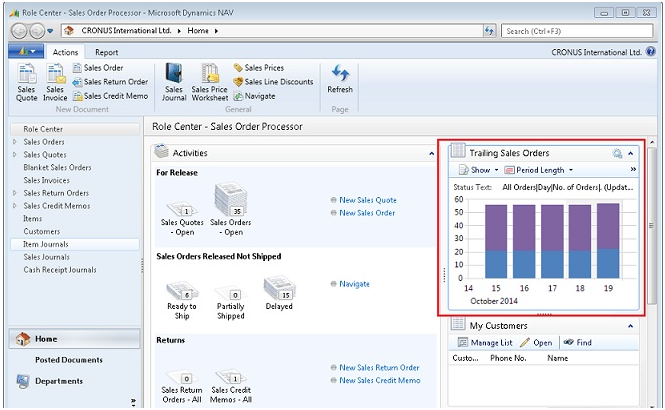 Role Center - Sales Order Processor - Microsoft Dynamics NAV
CRONUS International Ltd. Home
Search (Ctrl+F3)
Actions Report
CRONUS International Ltd.
Sales Quote
Sales Invoice
Sales Order
Sales Return Order
Sales Credit Memo
New Document
Sales Journal
Sales Price Worksheet
Sales Prices
Sales Line Discounts
Navigate
General
Refresh
Page
Role Center
Sales Orders
Sales Quotes
Blanket Sales Orders
Sales Invoices
Sales Return Orders
Sales Credit Memos
Items
Customers
Item Journals
Sales Journals
Cash Receipt Journals
Home
Posted Documents
Departments
Role Center - Sales Order Processor
Activities
For Release
1
Sales Quotes - Open
35
Sales Orders - Open
New Sales Quote
New Sales Order
Sales Orders Released Not Shipped
6
Ready to Ship
0
Partially Shipped
15
Delayed
Navigate
Returns
0
Sales Return Orders - All
1
Sales Credit Memos - All
New Sales Return Order
New Sales Credit Memo
Trailing Sales Orders
Show Period Length »
Status Text: All Orders|Day|No. of Orders|. (Updat...
60
50
40
30
20
10
0
14 15 16 17 18 19
October 2014
My Customers
Manage List Open Find
Custo... Phone No. Name